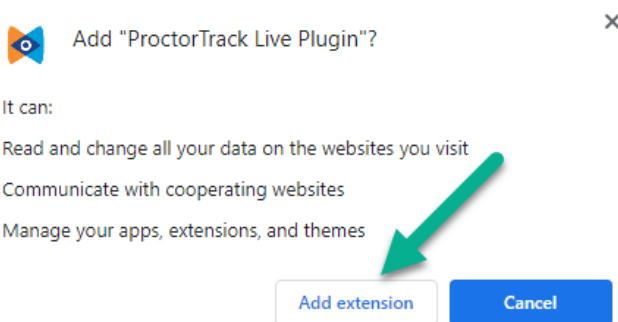 Add "ProctorTrack Live Plugin"?
It can:
Read and change all your data on the websites you visit
Communicate with cooperating websites
Manage your apps, extensions, and themes
Add extension
Cancel